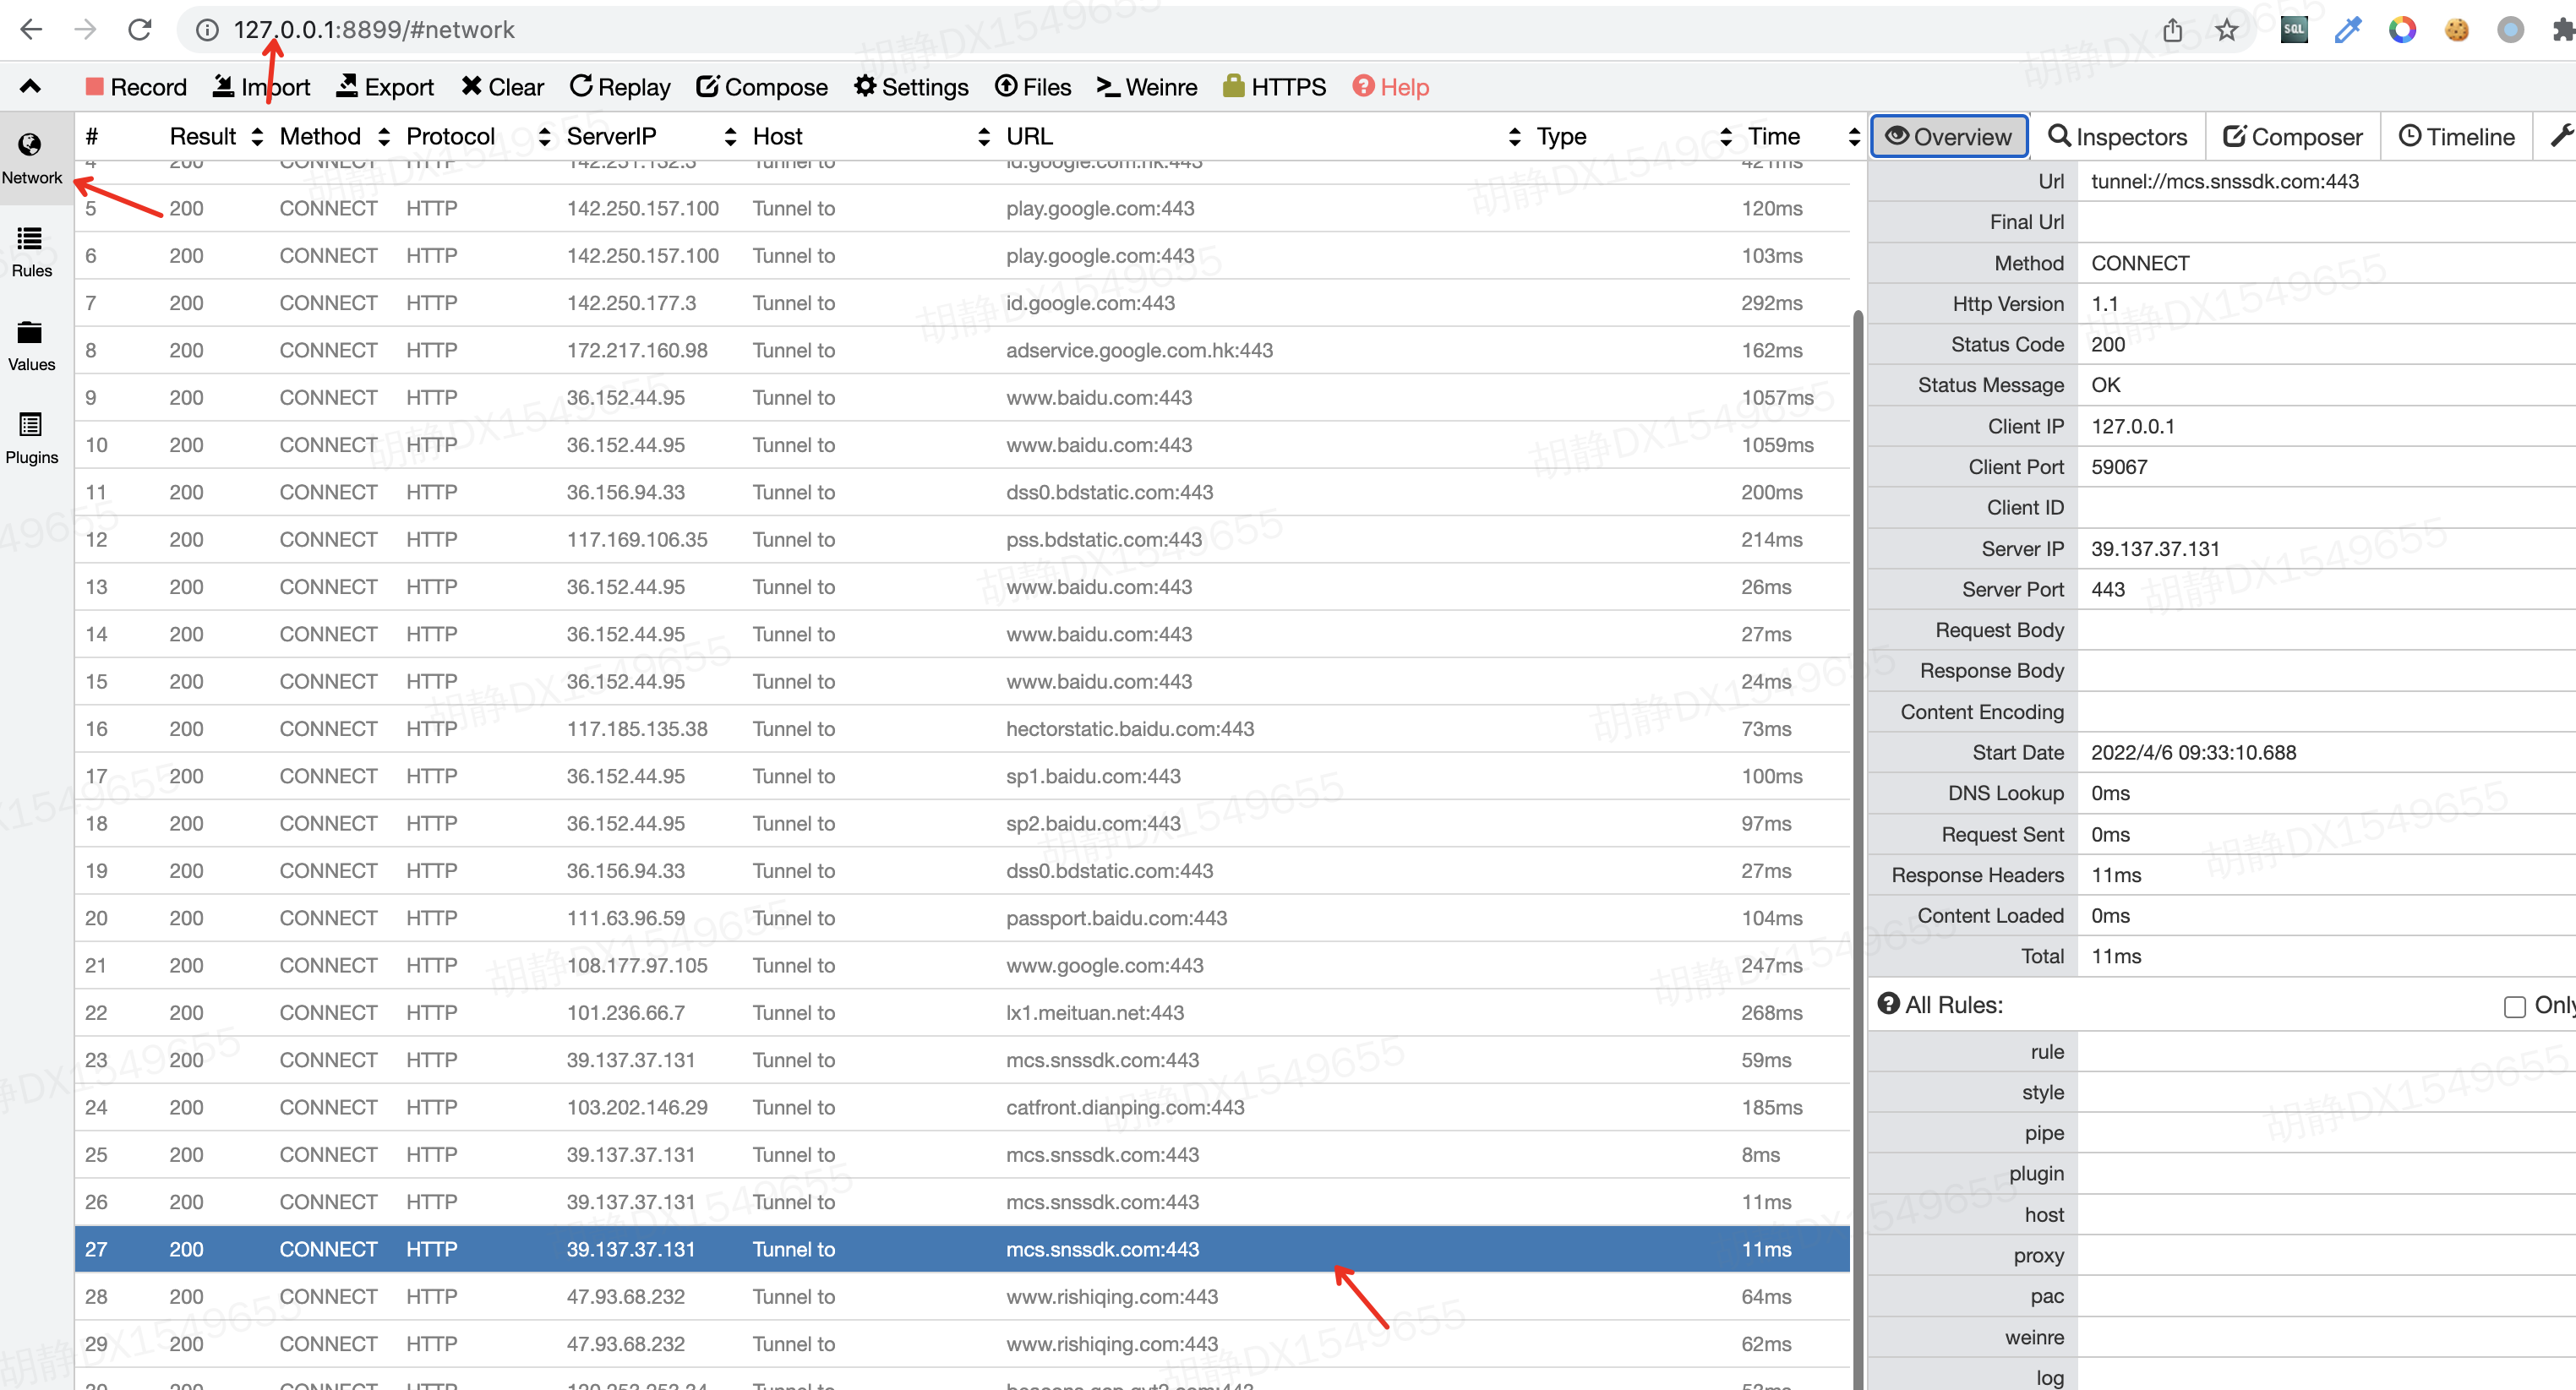 127.0.0.1:8899/#network
Record Import Export Clear Replay Compose Settings Files Weinre HTTPS Help
Network
Rules
Values
Plugins
# Result Method Protocol ServerIP Host URL Type Time
4 200 CONNECT HTTP 142.251.132.3 Tunnel to id.google.com.hk:443 421ms
5 200 CONNECT HTTP 142.250.157.100 Tunnel to play.google.com:443 120ms
6 200 CONNECT HTTP 142.250.157.100 Tunnel to play.google.com:443 103ms
7 200 CONNECT HTTP 142.250.177.3 Tunnel to id.google.com:443 292ms
8 200 CONNECT HTTP 172.217.160.98 Tunnel to adservice.google.com.hk:443 162ms
9 200 CONNECT HTTP 36.152.44.95 Tunnel to www.baidu.com:443 1057ms
10 200 CONNECT HTTP 36.152.44.95 Tunnel to www.baidu.com:443 1059ms
11 200 CONNECT HTTP 36.156.94.33 Tunnel to dss0.bdstatic.com:443 200ms
12 200 CONNECT HTTP 117.169.106.35 Tunnel to pss.bdstatic.com:443 214ms
13 200 CONNECT HTTP 36.152.44.95 Tunnel to www.baidu.com:443 26ms
14 200 CONNECT HTTP 36.152.44.95 Tunnel to www.baidu.com:443 27ms
15 200 CONNECT HTTP 36.152.44.95 Tunnel to www.baidu.com:443 24ms
16 200 CONNECT HTTP 117.185.135.38 Tunnel to hectorstatic.baidu.com:443 73ms
17 200 CONNECT HTTP 36.152.44.95 Tunnel to sp1.baidu.com:443 100ms
18 200 CONNECT HTTP 36.152.44.95 Tunnel to sp2.baidu.com:443 97ms
19 200 CONNECT HTTP 36.156.94.33 Tunnel to dss0.bdstatic.com:443 27ms
20 200 CONNECT HTTP 111.63.96.59 Tunnel to passport.baidu.com:443 104ms
21 200 CONNECT HTTP 108.177.97.105 Tunnel to www.google.com:443 247ms
22 200 CONNECT HTTP 101.236.66.7 Tunnel to lx1.meituan.net:443 268ms
23 200 CONNECT HTTP 39.137.37.131 Tunnel to mcs.snssdk.com:443 59ms
24 200 CONNECT HTTP 103.202.146.29 Tunnel to catfront.dianping.com:443 185ms
25 200 CONNECT HTTP 39.137.37.131 Tunnel to mcs.snssdk.com:443 8ms
26 200 CONNECT HTTP 39.137.37.131 Tunnel to mcs.snssdk.com:443 11ms
27 200 CONNECT HTTP 39.137.37.131 Tunnel to mcs.snssdk.com:443 11ms
28 200 CONNECT HTTP 47.93.68.232 Tunnel to www.rishiqing.com:443 64ms
29 200 CONNECT HTTP 47.93.68.232 Tunnel to www.rishiqing.com:443 62ms
Overview Inspectors Composer Timeline
Url tunnel://mcs.snssdk.com:443
Final Url
Method CONNECT
Http Version 1.1
Status Code 200
Status Message OK
Client IP 127.0.0.1
Client Port 59067
Client ID
Server IP 39.137.37.131
Server Port 443
Request Body
Response Body
Content Encoding
Start Date 2022/4/6 09:33:10.688
DNS Lookup 0ms
Request Sent 0ms
Response Headers 11ms
Content Loaded 0ms
Total 11ms
All Rules: Only
rule
style
pipe
plugin
host
proxy
pac
weinre
log
胡静DX1549655